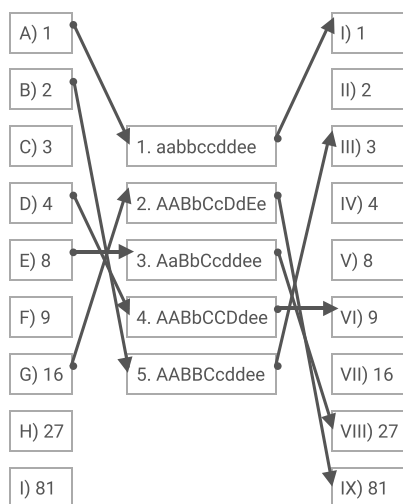 A) 1
B) 2
C) 3
D) 4
E) 8
F) 9
G) 16
H) 27
I) 81
1. aabbccddee
2. AABbCcDdEe
3. AaBbCcddee
4. AABbCCDdee
5. AABBCcddee
I) 1
II) 2
III) 3
IV) 4
V) 8
VI) 9
VII) 16
VIII) 27
IX) 81